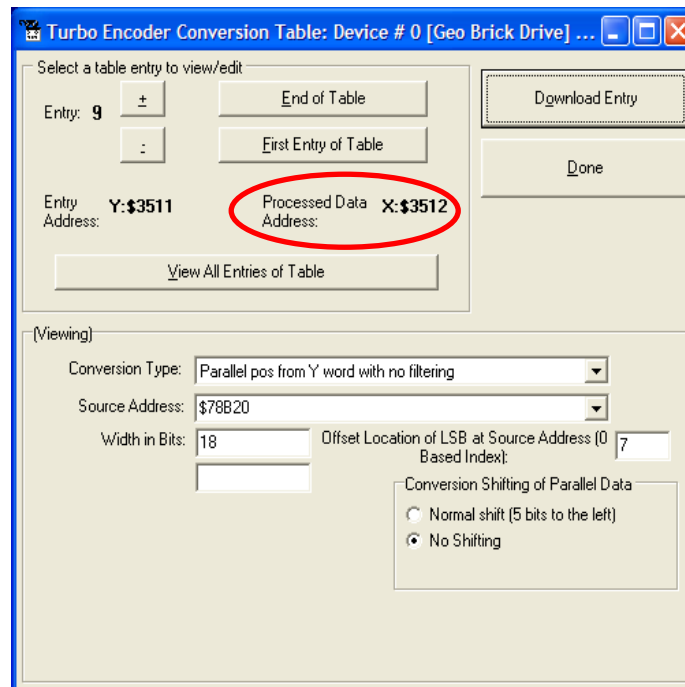 Turbo Encoder Conversion Table: Device # 0 [Geo Brick Drive] ...
Select a table entry to view/edit
Entry: 9
+
End of Table
Download Entry
-
First Entry of Table
Done
Entry Address: Y:$3511
Processed Data Address: X:$3512
View All Entries of Table
(Viewing)
Conversion Type: Parallel pos from Y word with no filtering
Source Address: $78B20
Width in Bits: 18
Offset Location of LSB at Source Address (0
Based Index): 7
Conversion Shifting of Parallel Data
Normal shift (5 bits to the left)
No Shifting